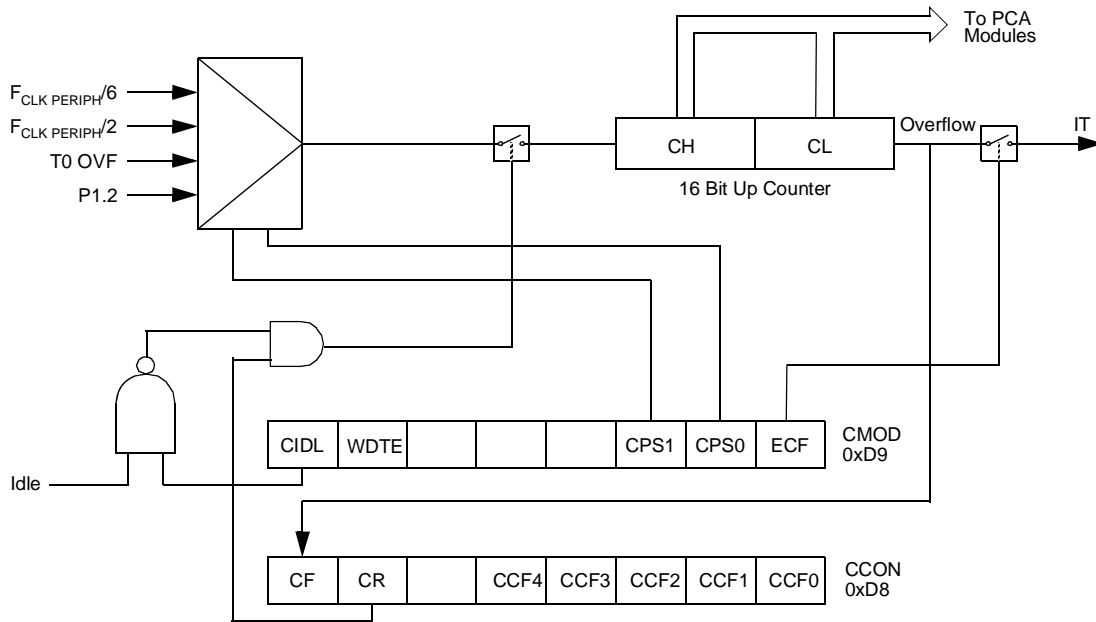 To PCA
Modules
FCLK PERIPH/6
FCLK PERIPH/2
T0 OVF
P1.2
CH
CL
Overflow
IT
16 Bit Up Counter
CIDL
WDTE
CPS1
CPS0
ECF
CMOD
0xD9
Idle
CF
CR
CCF4
CCF3
CCF2
CCF1
CCF0
CCON
0xD8